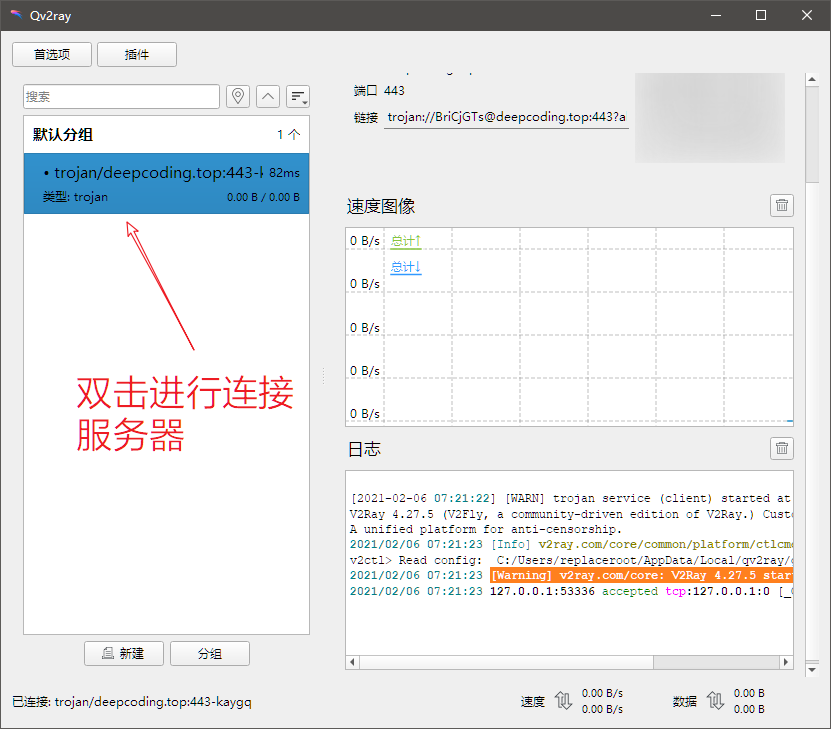 Qv2ray
首选项
插件
搜索
默认分组
1 个
• trojan/deepcoding.top:443-k
82ms
类型: trojan
0.00 B / 0.00 B
双击进行连接
服务器
新建
分组
端口 443
链接 trojan://BriCjGTs@deepcoding.top:443?a
速度图像
0 B/s
总计↑
总计↓
0 B/s
0 B/s
0 B/s
0 B/s
日志
[2021-02-06 07:21:22] [WARN] trojan service (client) started at
V2Ray 4.27.5 (V2Fly, a community-driven edition of V2Ray.) Custo
A unified platform for anti-censorship.
2021/02/06 07:21:23 [Info] v2ray.com/core/common/platform/ctlcmd
v2ctl> Read config: C:/Users/replaceroot/AppData/Local/qv2ray/
2021/02/06 07:21:23 [Warning] v2ray.com/core: V2Ray 4.27.5 star
2021/02/06 07:21:23 127.0.0.1:53336 accepted tcp:127.0.0.1:0 [_
已连接: trojan/deepcoding.top:443-kaygq
速度
0.00 B/s
0.00 B/s
数据
0.00 B
0.00 B